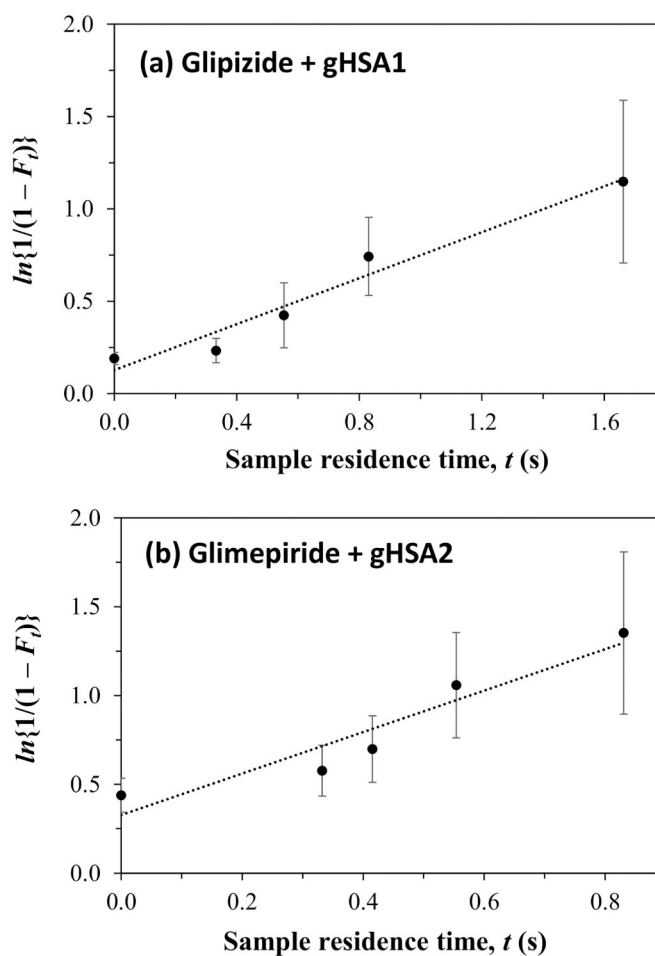 (a) Glipizide + gHSA1
2.0
1.5
1.0
0.5
0.0
ln{1/(1 − Fₜ)}
0.0 0.4 0.8 1.2 1.6
Sample residence time, t (s)
(b) Glimepiride + gHSA2
2.0
1.5
1.0
0.5
0.0
ln{1/(1 − Fₜ)}
0.0 0.2 0.4 0.6 0.8
Sample residence time, t (s)